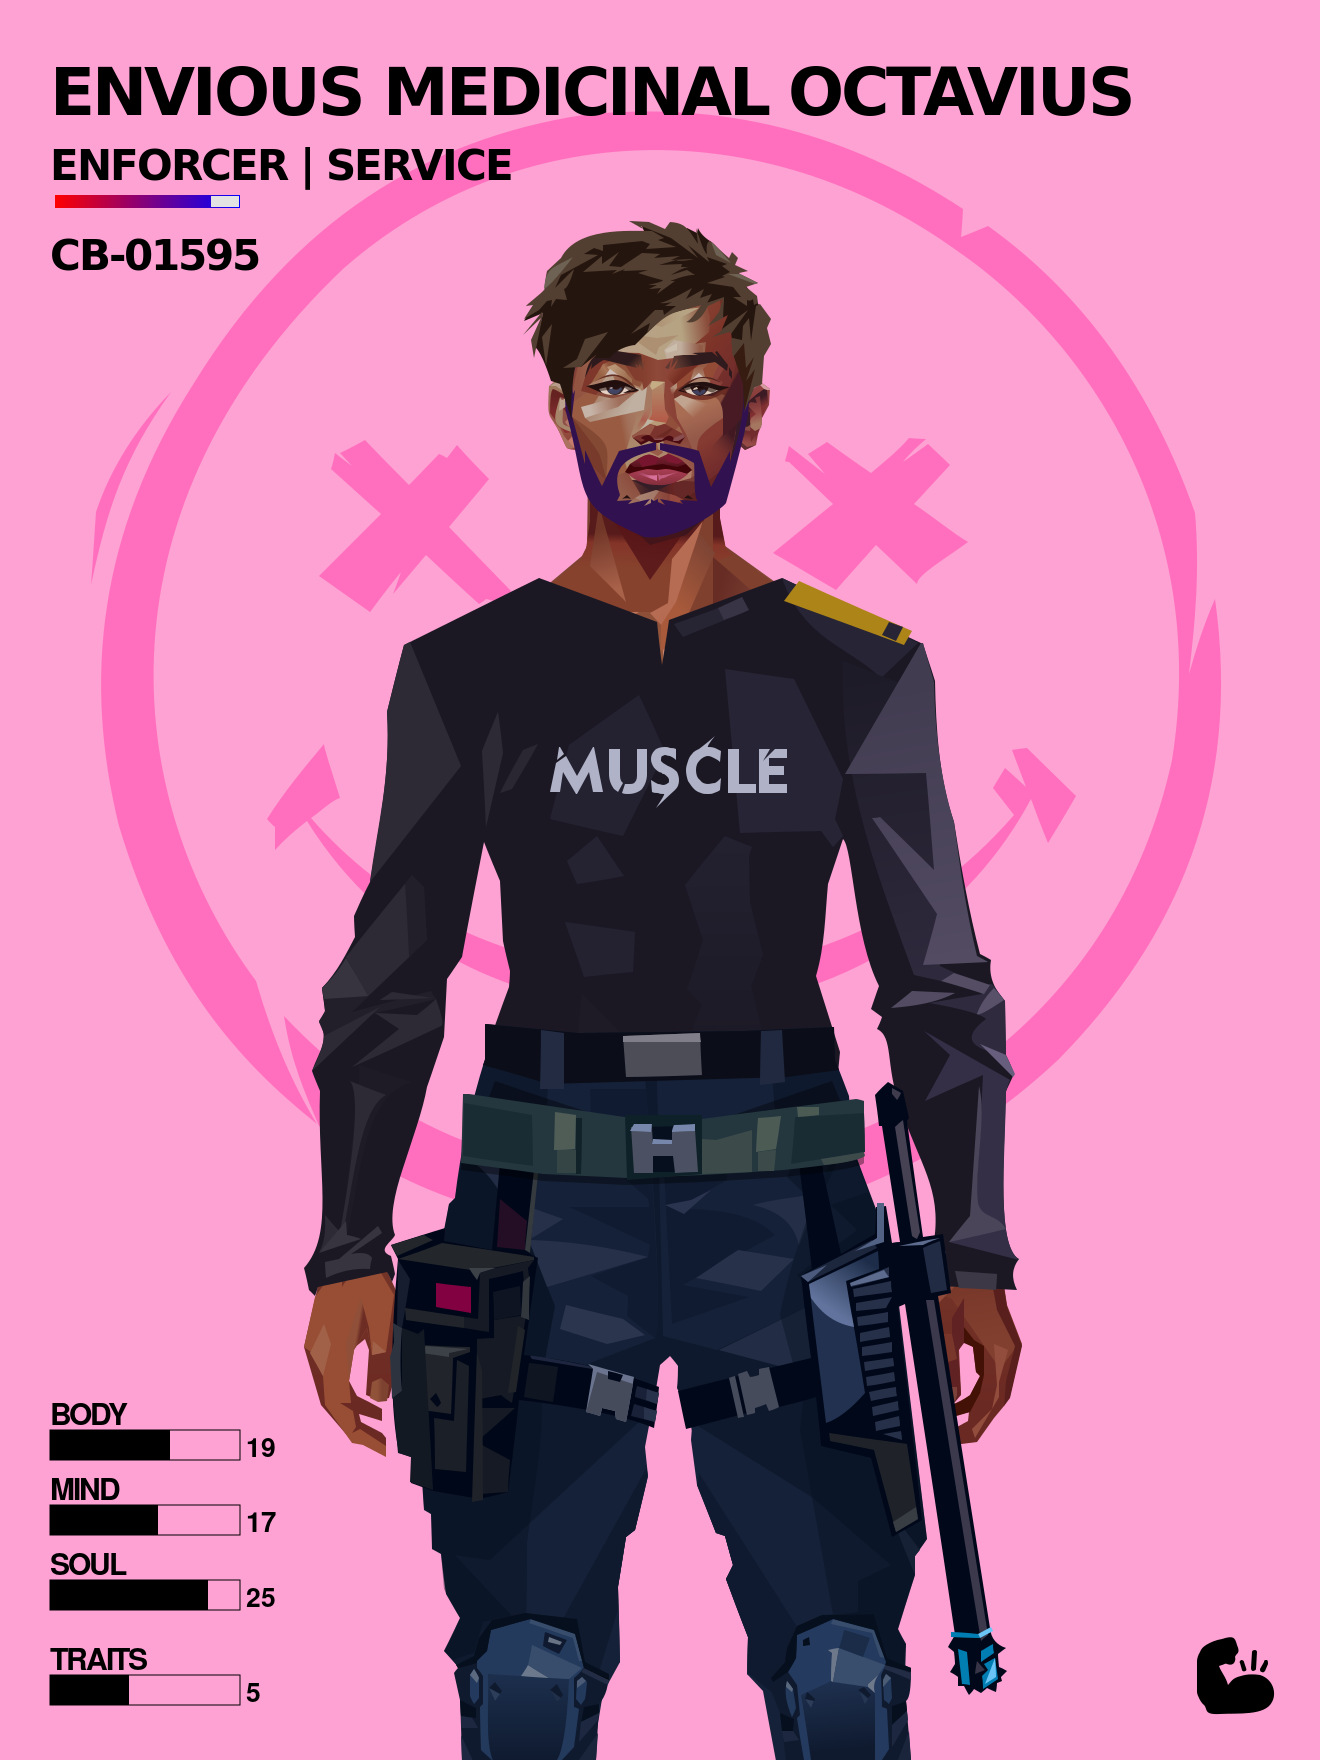 ENVIOUS MEDICINAL OCTAVIUS
ENFORCER | SERVICE
CB-01595
MUSCLE
BODY
19
MIND
17
SOUL
25
TRAITS
5